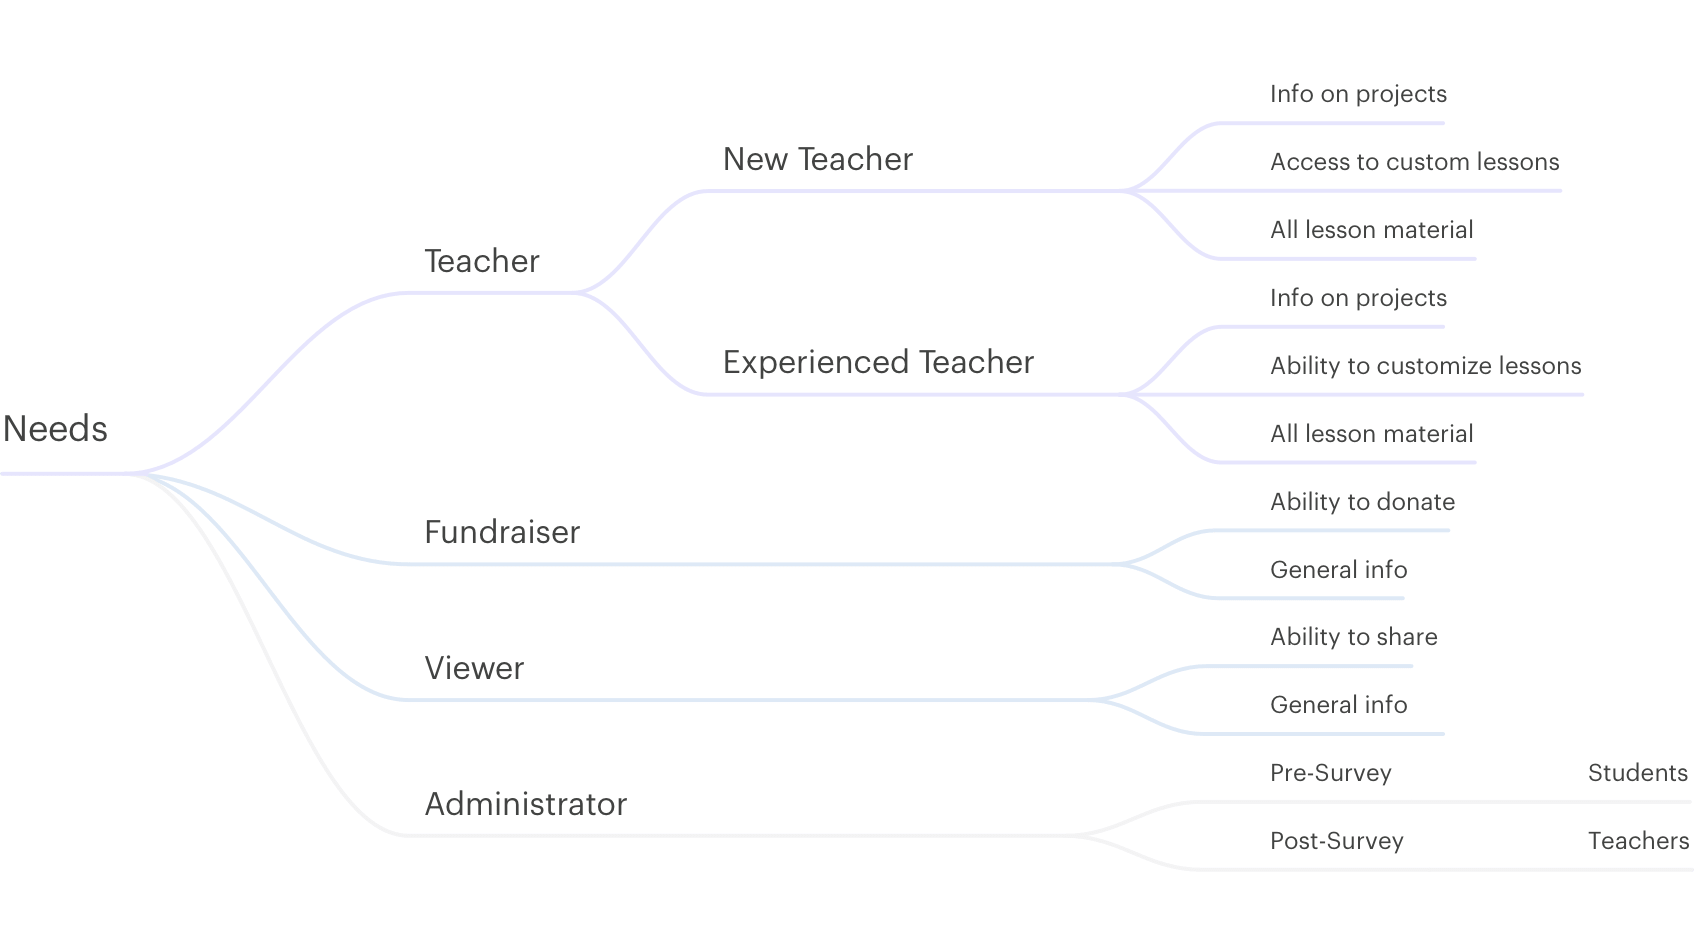 Needs
Teacher
New Teacher
Info on projects
Access to custom lessons
All lesson material
Experienced Teacher
Info on projects
Ability to customize lessons
All lesson material
Fundraiser
Ability to donate
General info
Viewer
Ability to share
General info
Administrator
Pre-Survey
Students
Post-Survey
Teachers